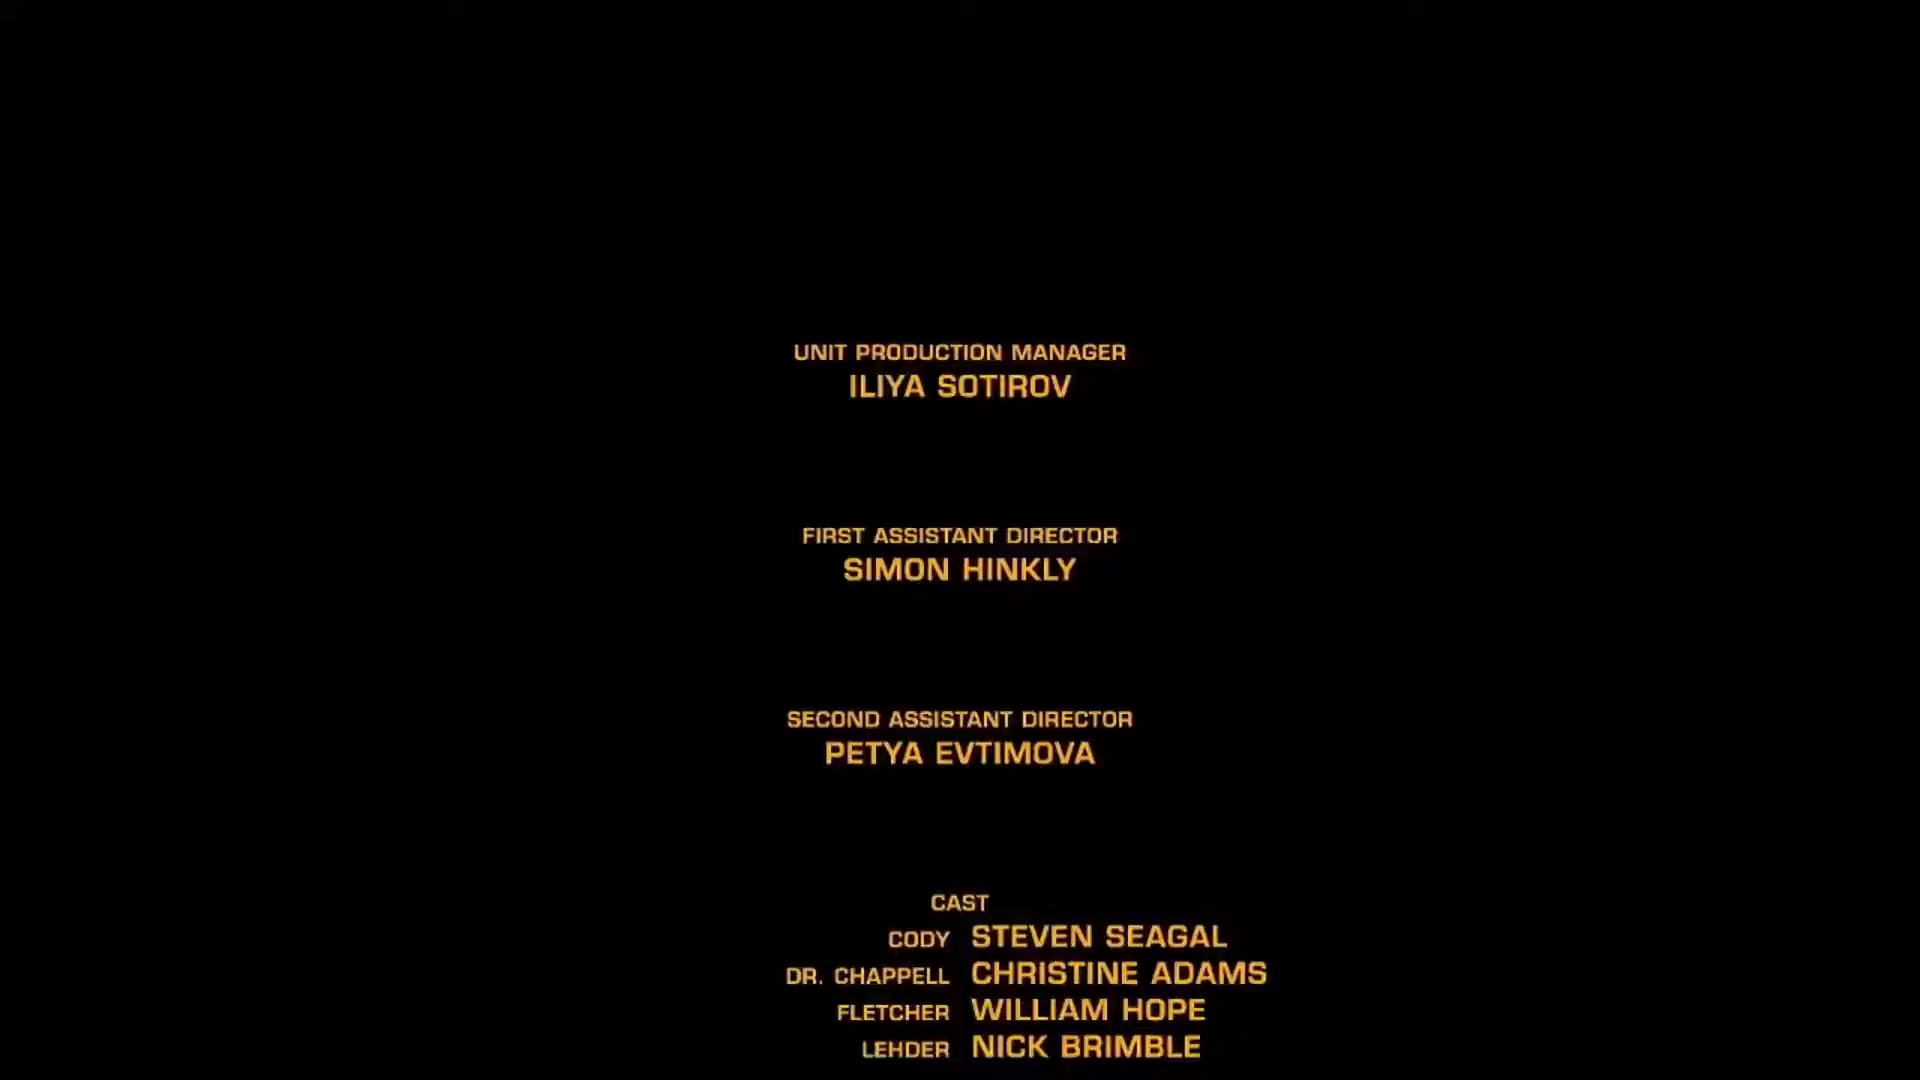 UNIT PRODUCTION MANAGER
ILIYA SOTIROV
FIRST ASSISTANT DIRECTOR
SIMON HINKLY
SECOND ASSISTANT DIRECTOR
PETYA EVTIMOVA
CAST
CODY STEVEN SEAGAL
DR. CHAPPELL CHRISTINE ADAMS
FLETCHER WILLIAM HOPE
LEHDER NICK BRIMBLE